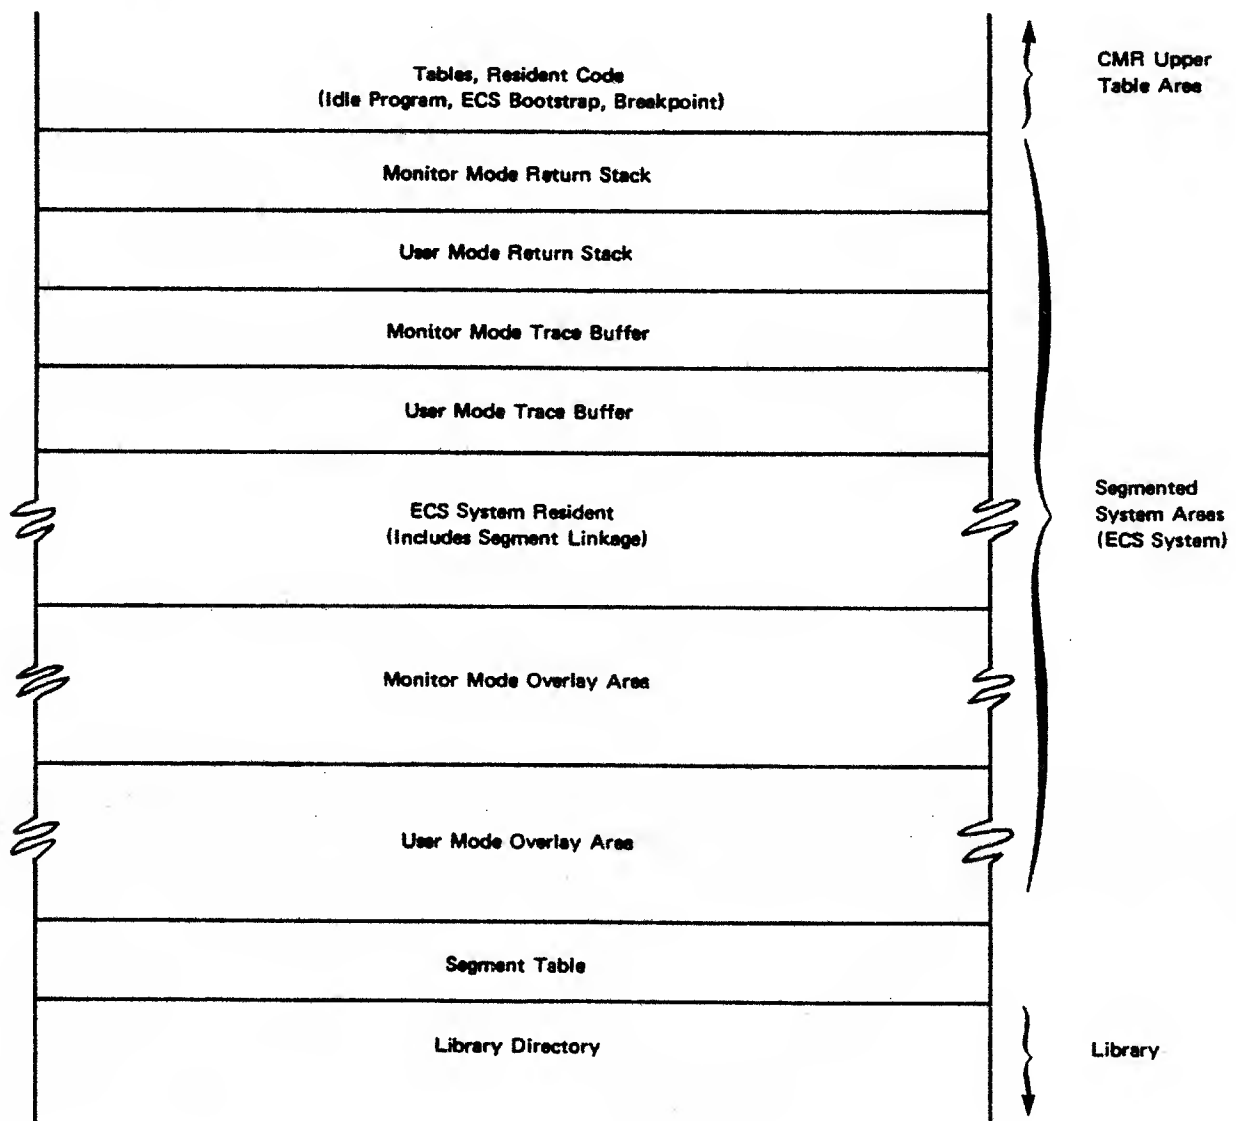 Tables, Resident Code
(Idle Program, ECS Bootstrap, Breakpoint)
CMR Upper
Table Area
Monitor Mode Return Stack
User Mode Return Stack
Monitor Mode Trace Buffer
User Mode Trace Buffer
ECS System Resident
(Includes Segment Linkage)
Segmented
System Areas
(ECS System)
Monitor Mode Overlay Area
User Mode Overlay Area
Segment Table
Library Directory
Library